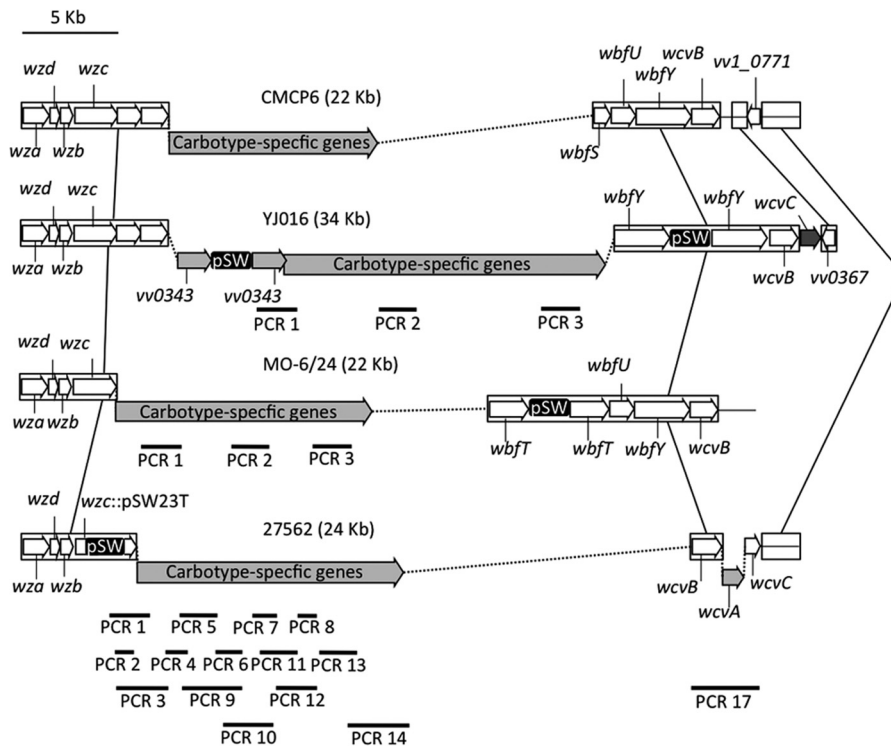 5 Kb
wzd wzc
wbfU wcvB vv1_0771
wbfY
CMCP6 (22 Kb)
Carbotype-specfic genes
wza wzb
wbfS
wzd wzc
YJ016 (34 Kb)
wbfY wbfY wcvC
pSW
pSW
Carbotype-specfic genes
wza wzb
vv0343 vv0343
wcvB vv0367
PCR 1 PCR 2 PCR 3
wzd wzc
MO-6/24 (22 Kb)
wbfU
pSW
Carbotype-specfic genes
wza wzb
wbfT wbfT wbfY wcvB
PCR 1 PCR 2 PCR 3
wzd wzc::pSW23T
27562 (24 Kb)
pSW
Carbotype-specfic genes
wza wzb
wcvB wcvC
wcvA
PCR 1 PCR 5 PCR 7 PCR 8
PCR 2 PCR 4 PCR 6 PCR 11 PCR 13
PCR 3 PCR 9 PCR 12 PCR 17
PCR 10 PCR 14